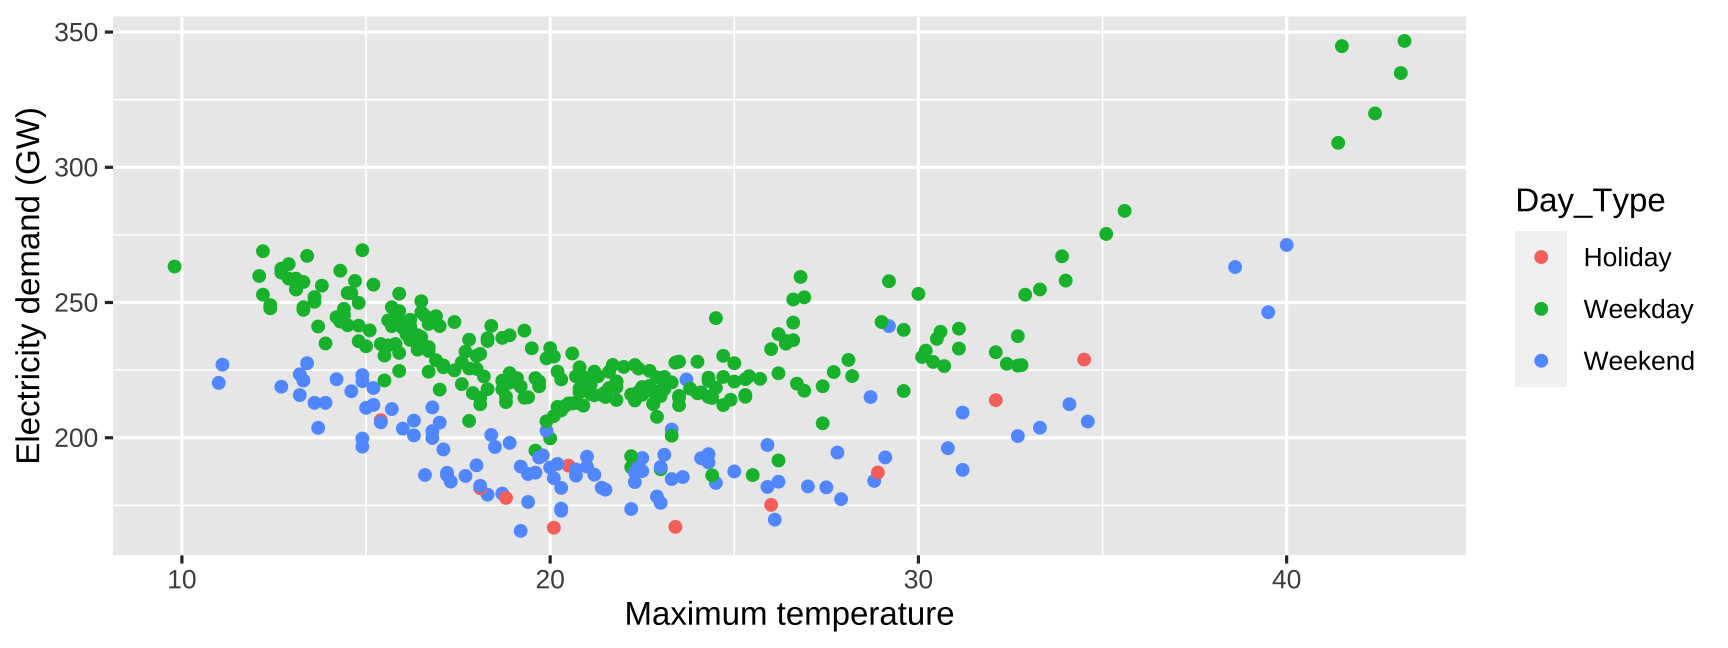 350
300
250
200
Electricity demand (GW)
10
20
30
40
Maximum temperature
Day_Type
Holiday
Weekday
Weekend